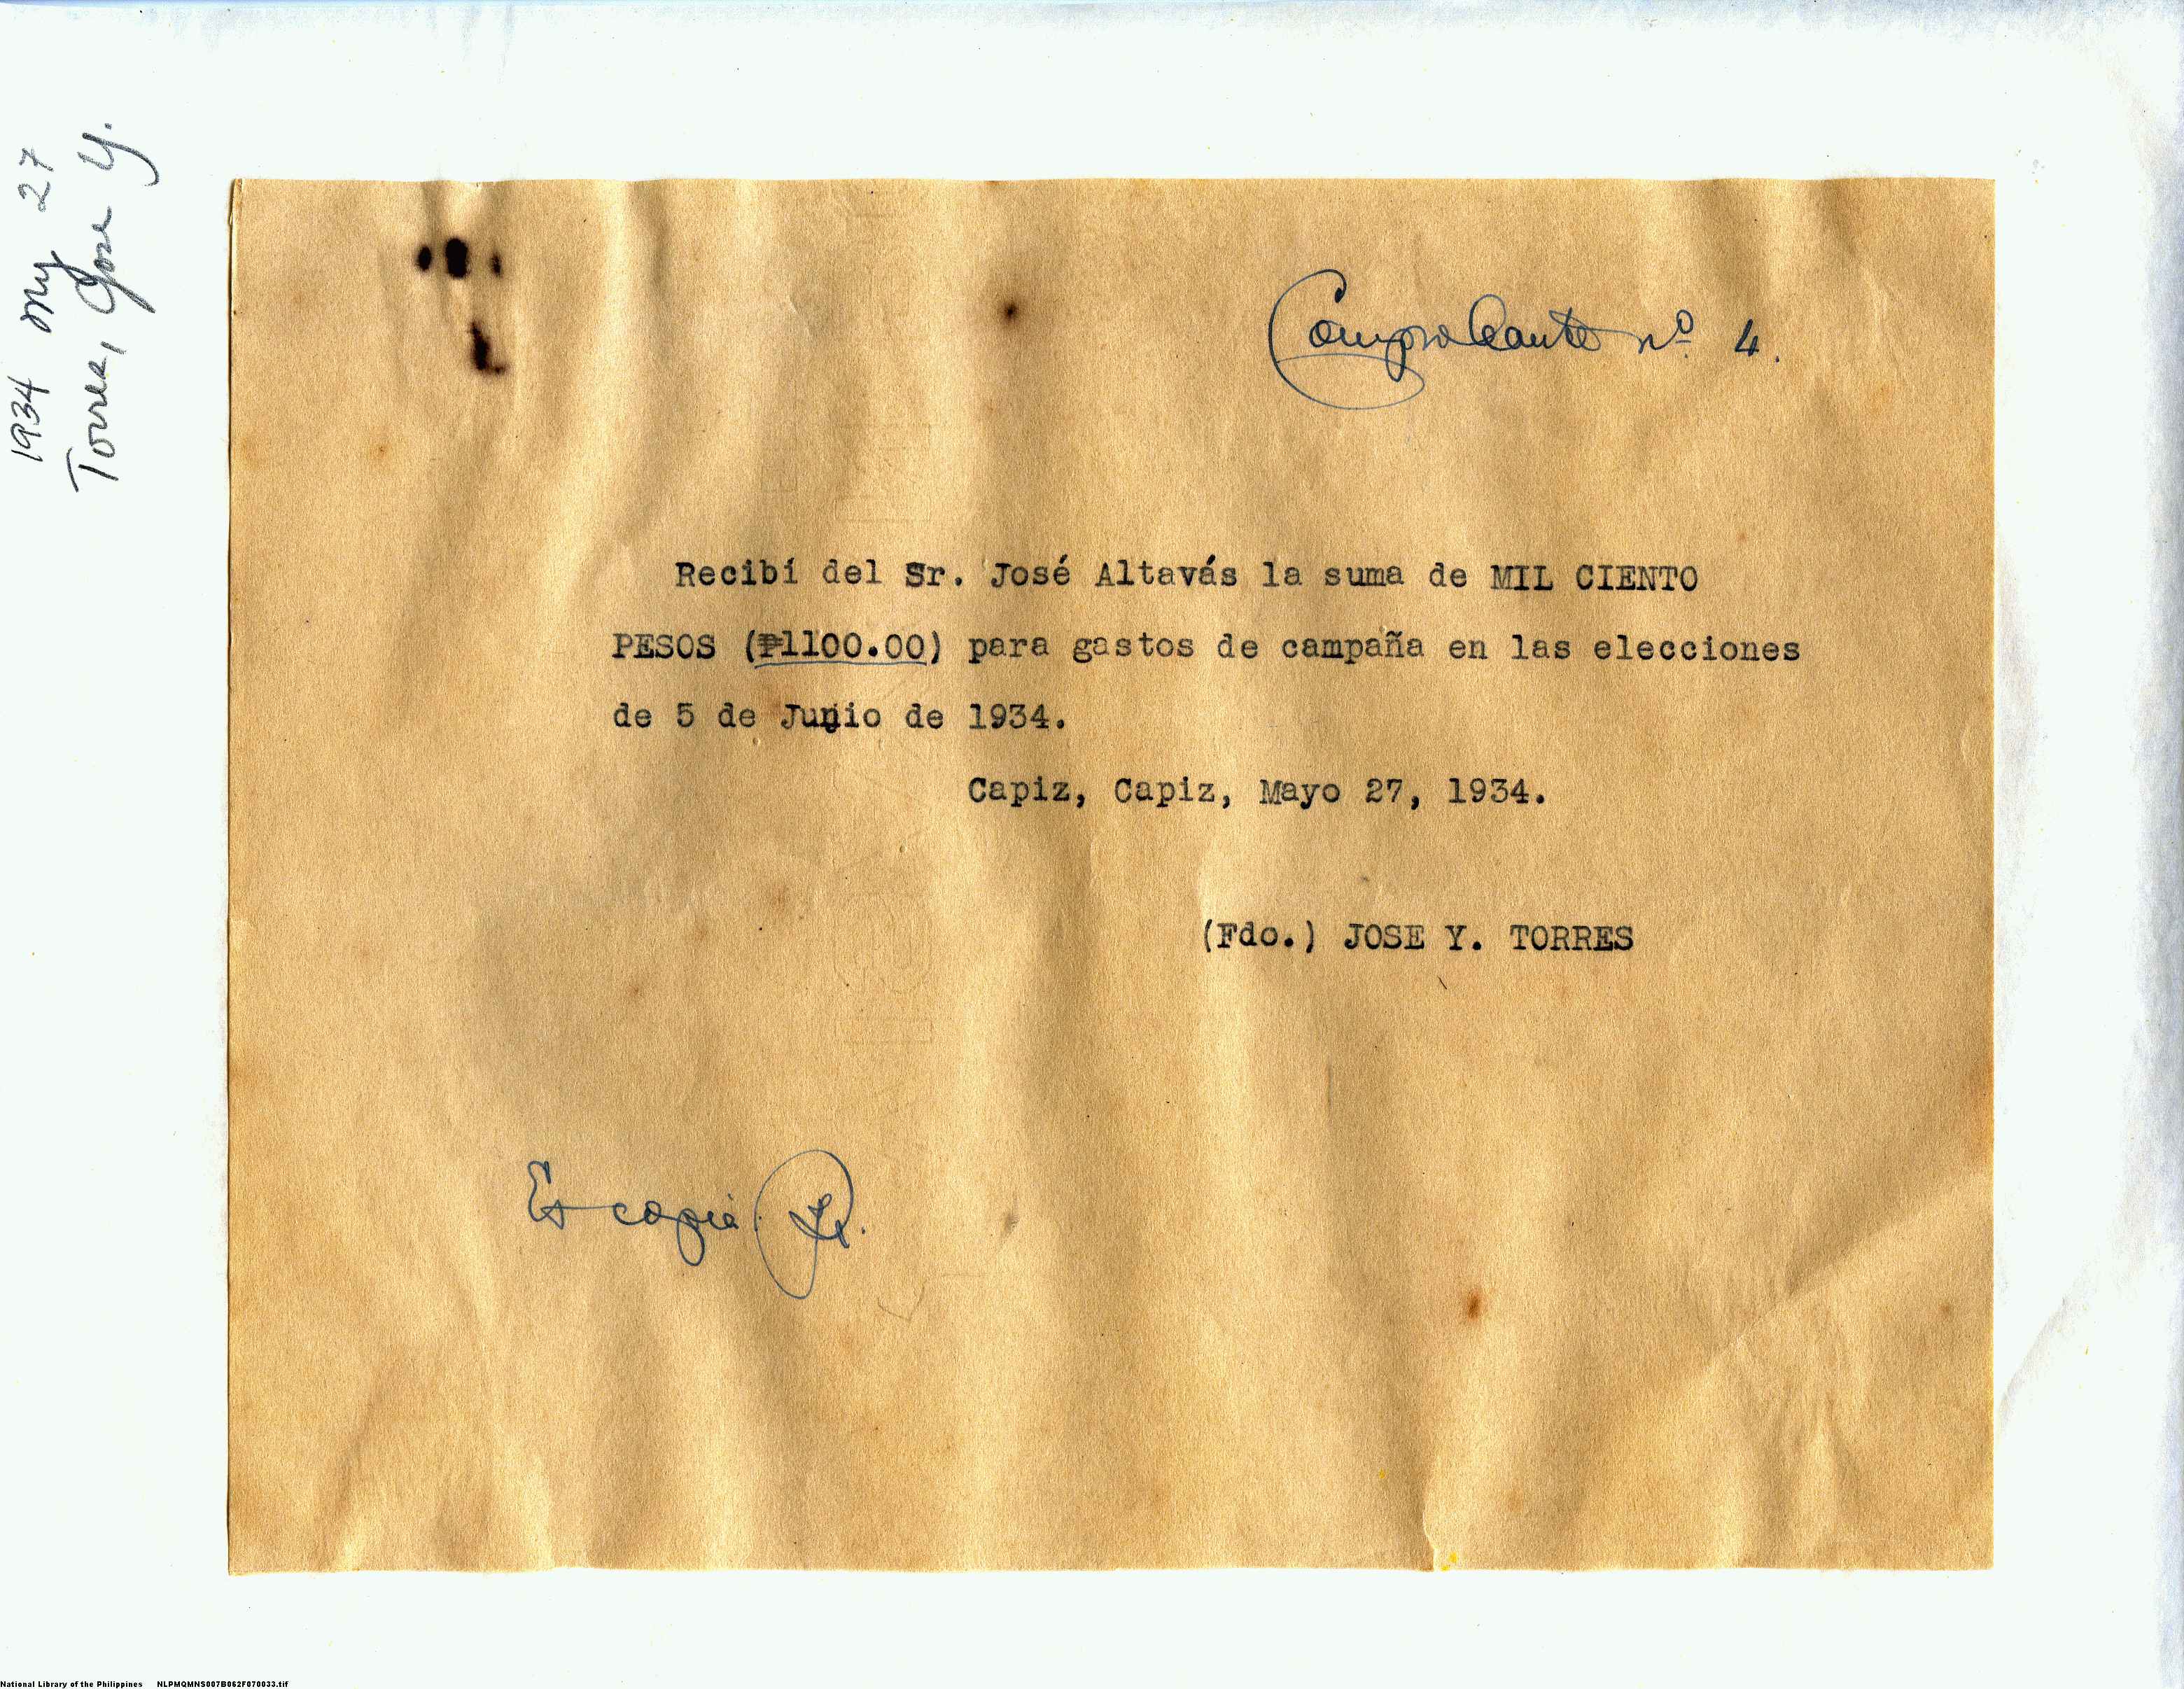 1934 My 27
Torres, Jose Y.
Comprobante nº 4.
Recibí del Sr. José Altavás la suma de MIL CIENTO
PESOS (₱1100.00) para gastos de campaña en las elecciones
de 5 de Junio de 1934.
Capiz, Capiz, Mayo 27, 1934.
(Fdo.) JOSE Y. TORRES
Es copia
National Library of the Philippines NLPMQMNS007B062F070033.tif